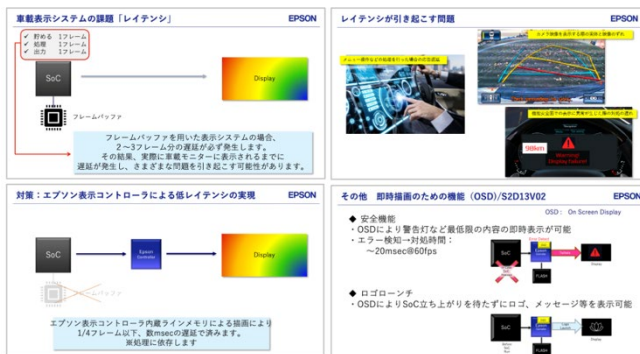 車載表示システムの課題「レイテンシ」
EPSON
✓ 貯める 1フレーム
✓ 処理 1フレーム
✓ 出力 1フレーム
SoC
Display
フレームバッファ
フレームバッファを用いた表示システムの場合、
2～3フレーム分の遅延が必ず発生します。
その結果、実際に車載モニターに表示されるまでに
遅延が発生し、さまざまな問題を引き起こす可能性があります。
レイテンシが引き起こす問題
EPSON
98km
Warning!
対策：エプソン表示コントローラによる低レイテンシの実現
EPSON
SoC
Epson
Controller
Display
フレームバッファ
エプソン表示コントローラ内蔵ラインメモリによる描画により
1/4フレーム以下、数msecの遅延で済みます。
※処理に依存します
その他 即時描画のための機能（OSD）/S2D13V02
EPSON
OSD： On Screen Display
◆ 安全機能
・OSDにより警告灯など最低限の内容の即時表示が可能
・エラー検知→対処時間：
～20msec@60fps
SoC
FLASH
◆ ロゴローンチ
・OSDによりSoC立ち上がりを待たずにロゴ、メッセージ等を表示可能
SoC
FLASH